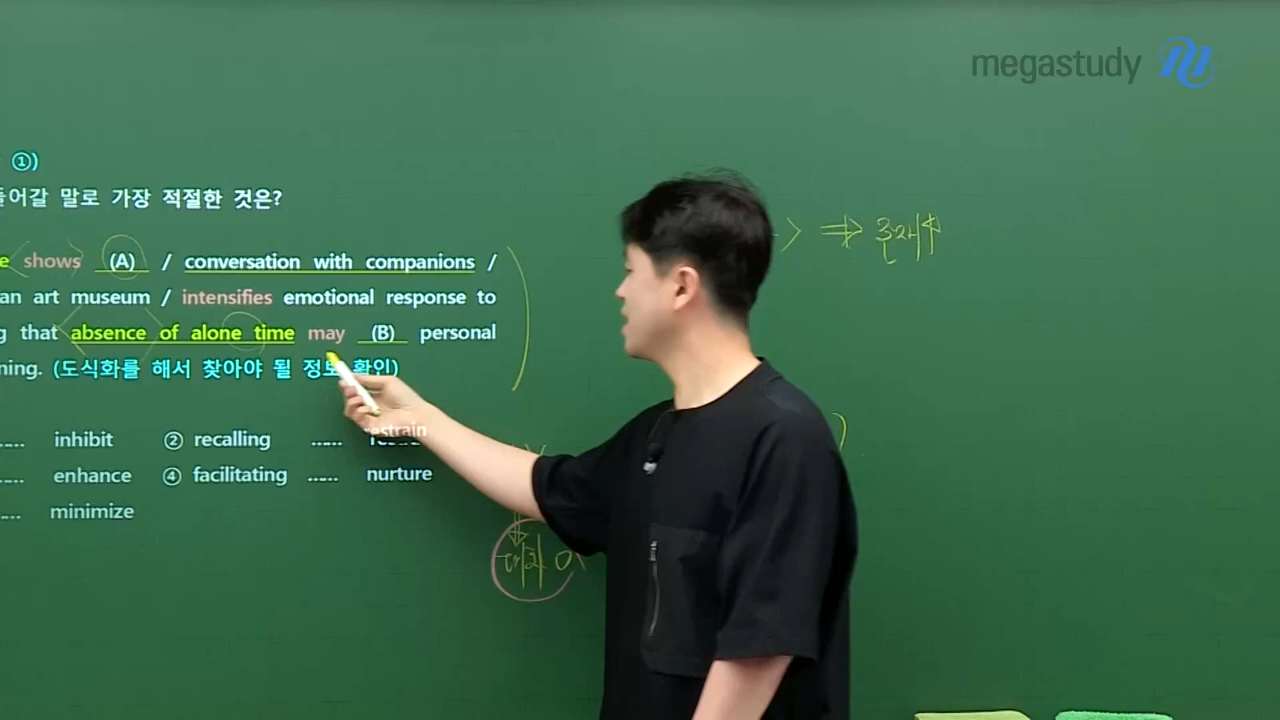 megastudy
①)
들어갈 말로 가장 적절한 것은?
e shows (A) / conversation with companions /
an art museum / intensifies emotional response to
g that absence of alone time may (B) personal
ning. (도식화를 해서 찾아야 될 정보 확인)
...... inhibit ② recalling ...... restrain
...... enhance ④ facilitating ...... nurture
...... minimize